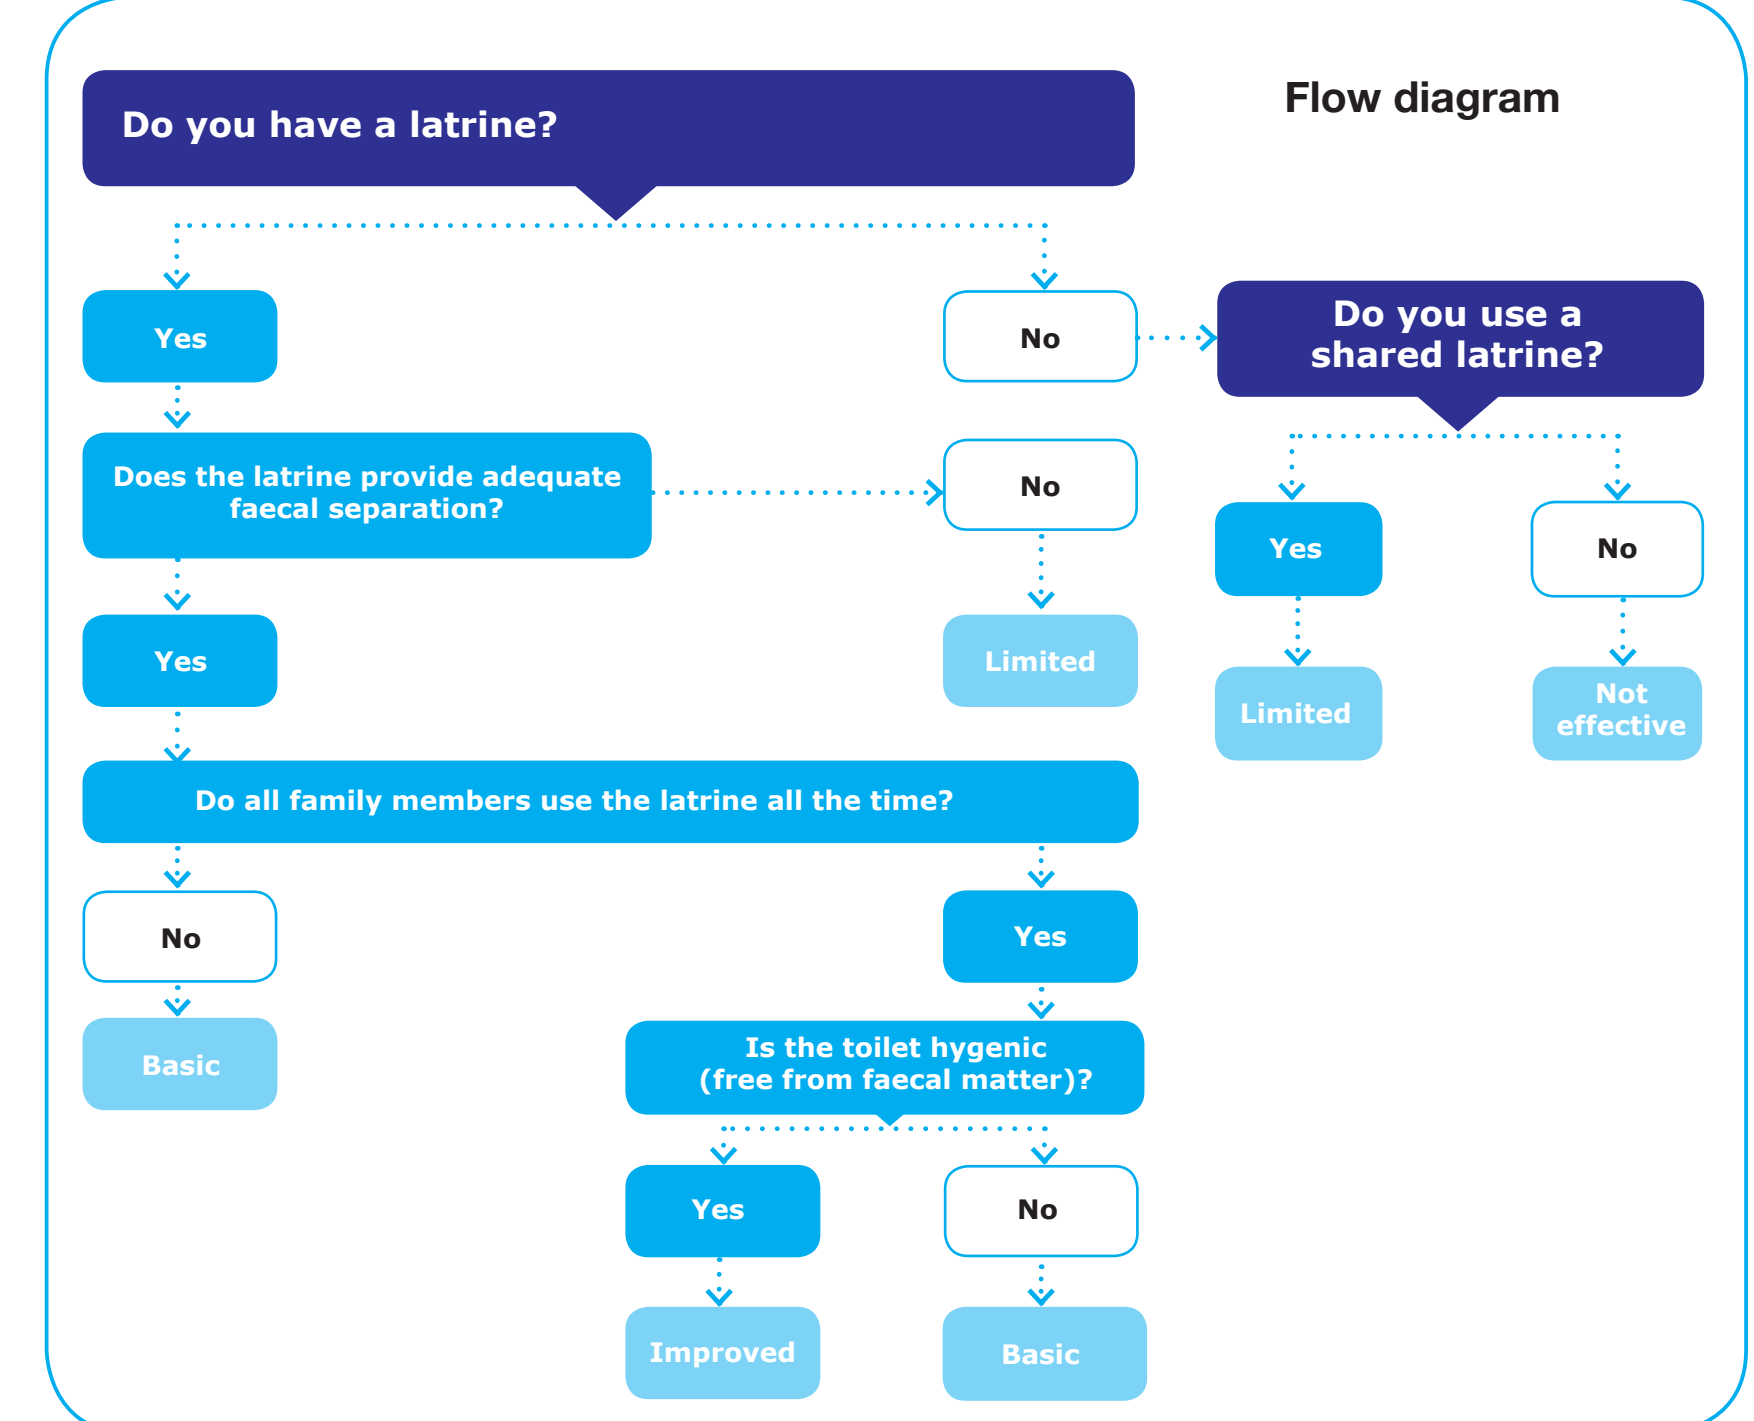 Flow diagram
Do you have a latrine?
Yes
No
Do you use a
shared latrine?
Does the latrine provide adequate
faecal separation?
No
Yes
No
Yes
Limited
Limited
Not
effective
Do all family members use the latrine all the time?
No
Yes
Basic
Is the toilet hygenic
(free from faecal matter)?
Yes
No
Improved
Basic